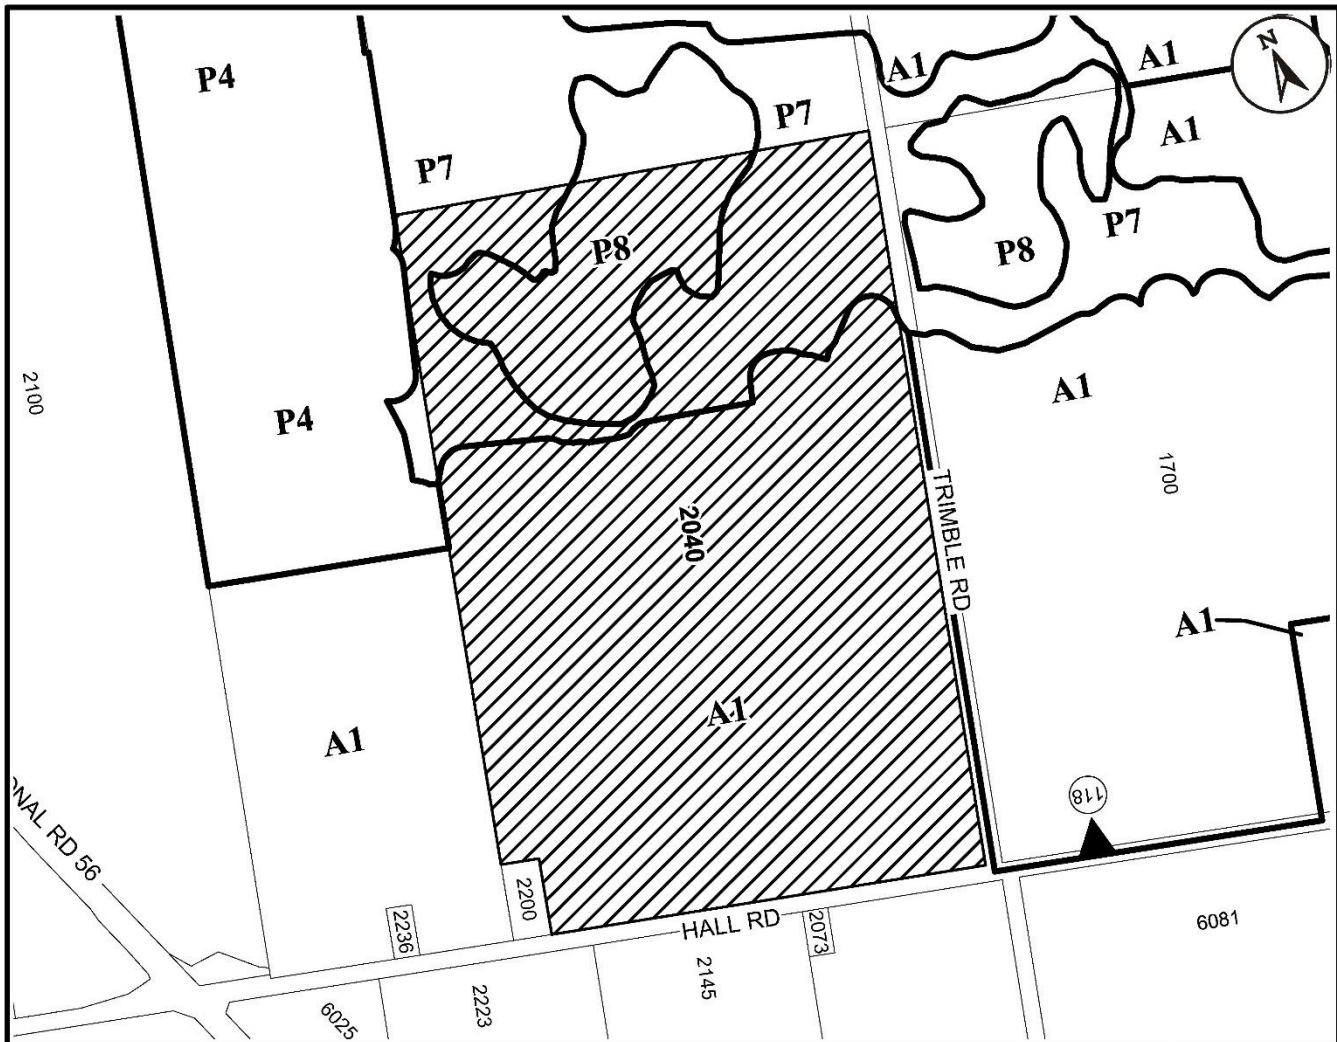 P4
A1
A1
N
P7
A1
P7
P8
P8
P7
2100
P4
A1
1700
2040
TRIMBLE RD
A1
A1
A1
118
ONAL RD 56
2200
2236
HALL RD
2073
6081
2145
2223
6025